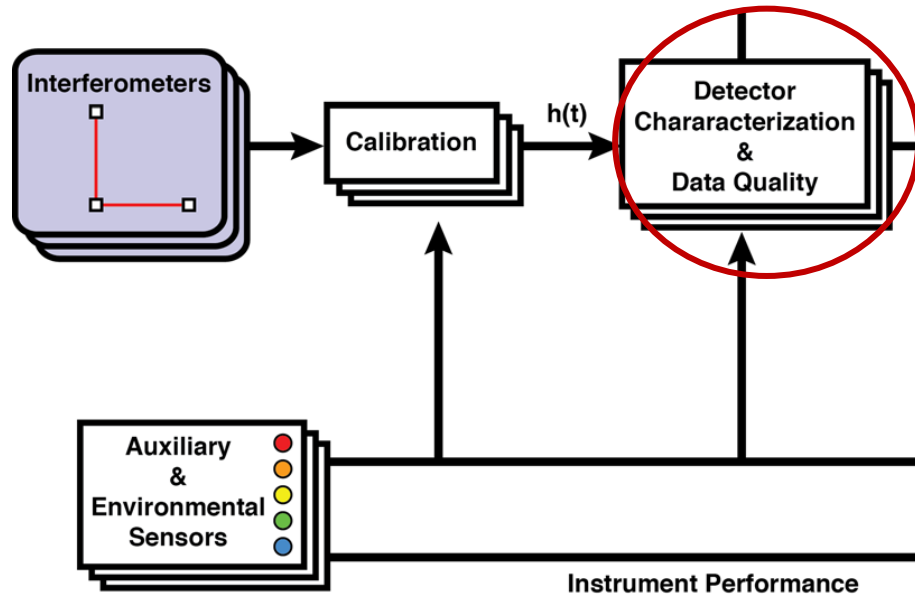 Interferometers
Calibration
h(t)
Detector
Chararacterization
&
Data Quality
Auxiliary
&
Environmental
Sensors
Instrument Performance